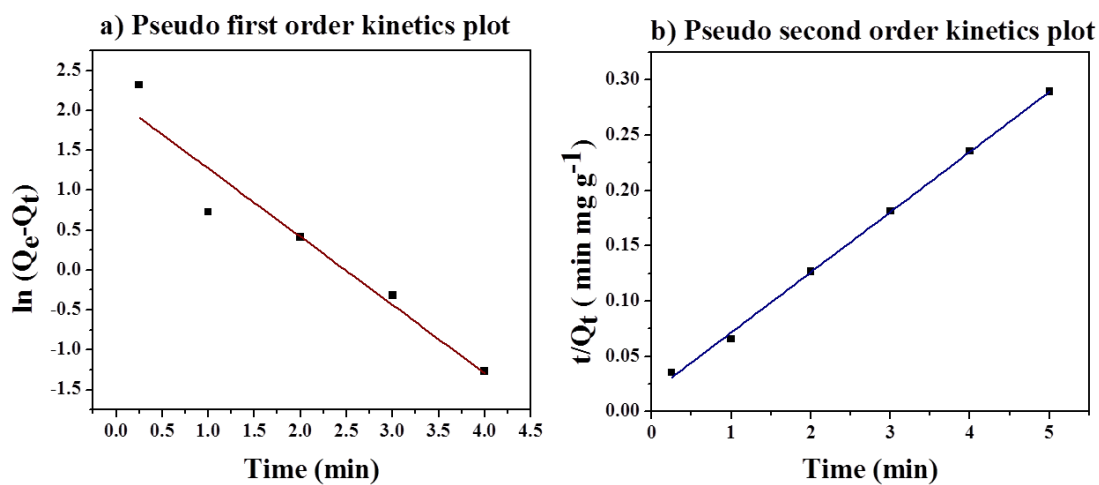 a) Pseudo first order kinetics plot
2.5
2.0
1.5
1.0
0.5
0.0
-0.5
-1.0
-1.5
ln (Qe-Qt)
0.0 0.5 1.0 1.5 2.0 2.5 3.0 3.5 4.0 4.5
Time (min)
b) Pseudo second order kinetics plot
0.30
0.25
0.20
0.15
0.10
0.05
0.00
t/Qt ( min mg g-1)
0 1 2 3 4 5
Time (min)